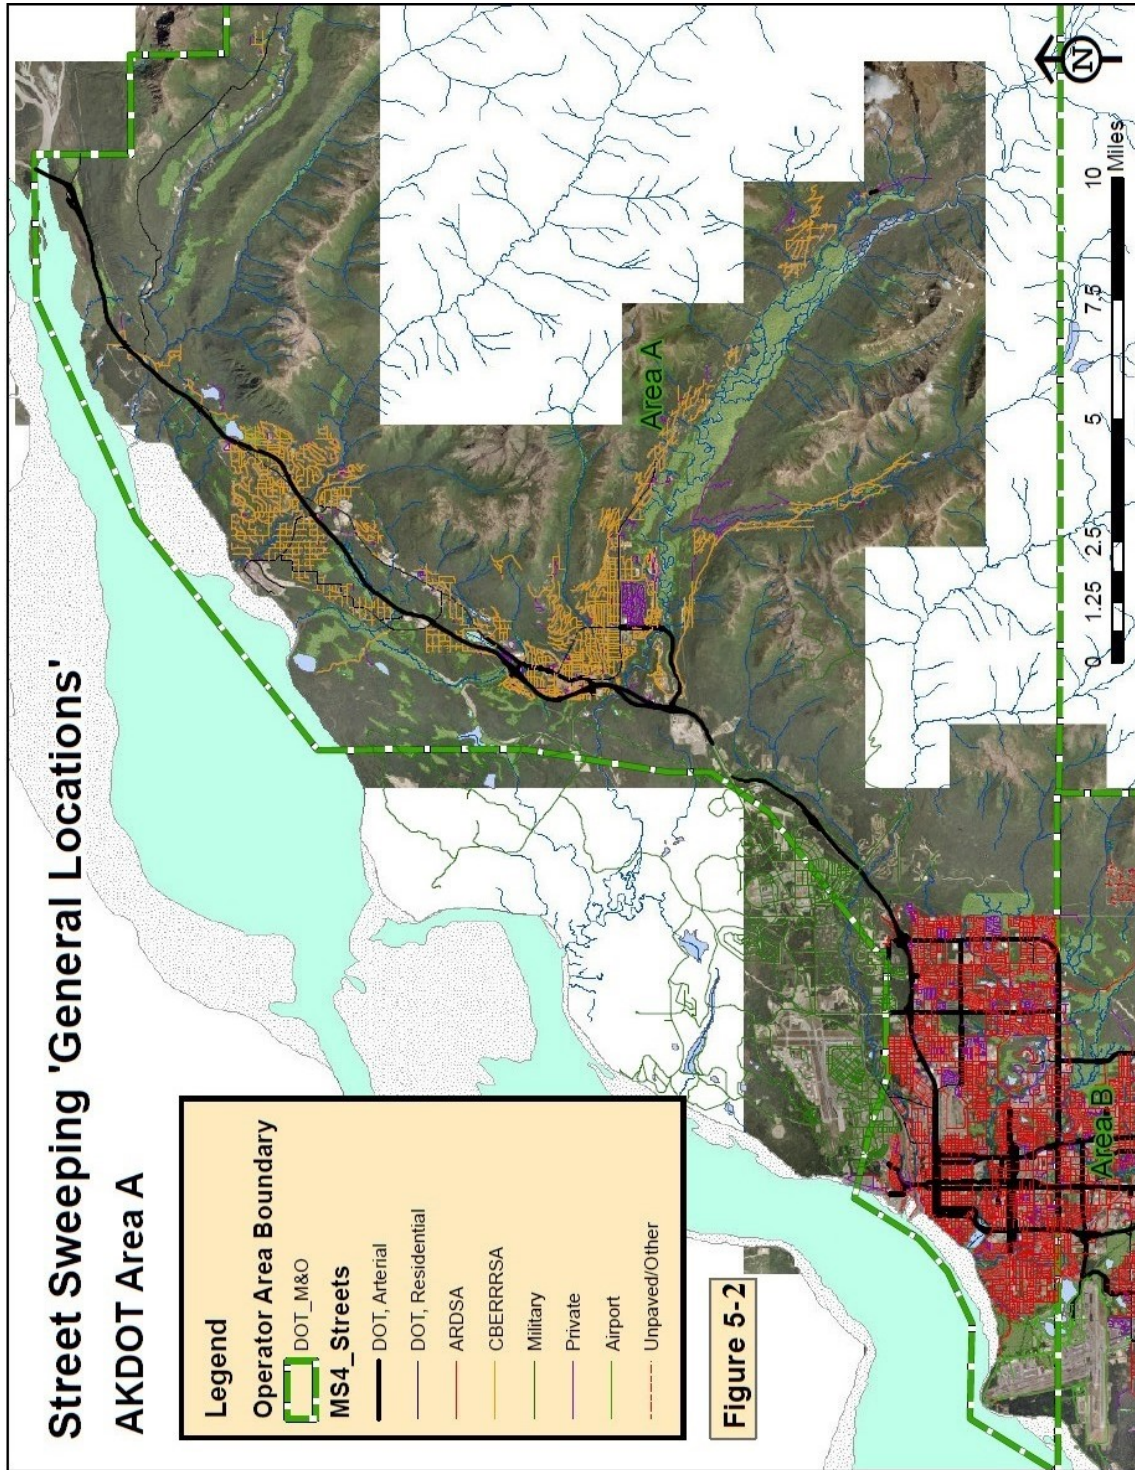 Street Sweeping 'General Locations'
AKDOT Area A
Legend
Operator Area Boundary
DOT_M&O
MS4_Streets
DOT, Arterial
DOT, Residential
ARDSA
CBERRRSA
Military
Private
Airport
Unpaved/Other
Figure 5-2
Area A
Area B
N
0 1.25 2.5 5 7.5 10
Miles